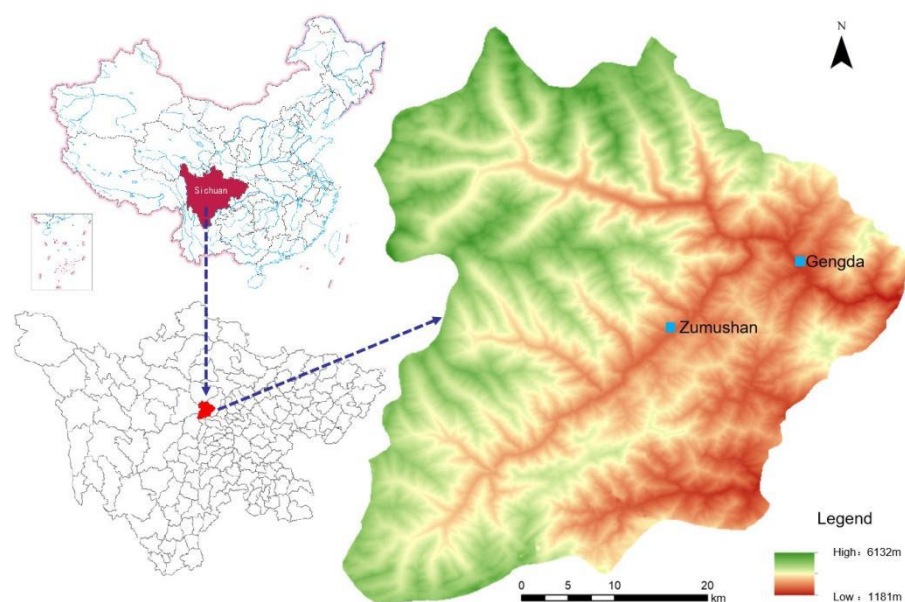 Sichuan
N
Gengda
Zumushan
Legend
High：6132m
Low：1181m
0 5 10 20
km